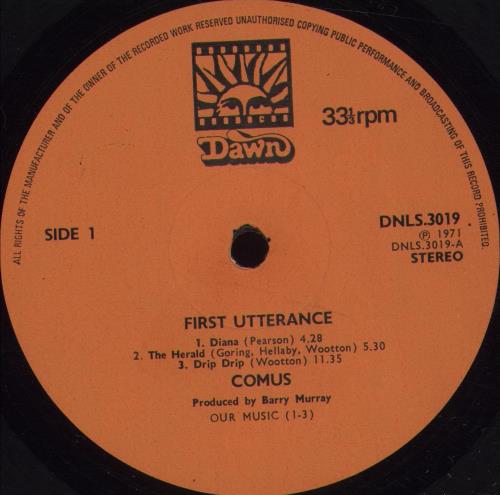 ALL RIGHTS OF THE MANUFACTURER AND OF THE OWNER OF THE RECORDED WORK RESERVED UNAUTHORISED COPYING PUBLIC PERFORMANCE AND BROADCASTING OF THIS RECORD PROHIBITED.
Dawn
33⅓rpm
SIDE 1
DNLS.3019
Ⓟ 1971
DNLS.3019-A
STEREO
FIRST UTTERANCE
1. Diana (Pearson) 4.28
2. The Herald (Goring, Hellaby, Wootton) 5.30
3. Drip Drip (Wootton) 11.35
COMUS
Produced by Barry Murray
OUR MUSIC (1-3)